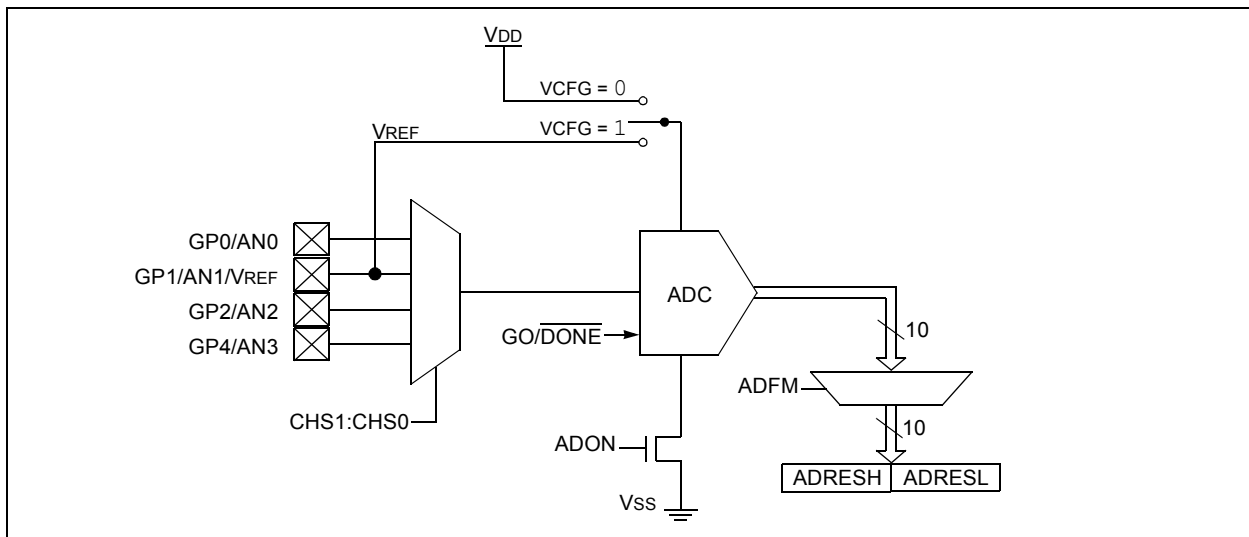 VDD
VCFG = 0
VREF
VCFG = 1
GP0/AN0
GP1/AN1/VREF
GP2/AN2
GP4/AN3
ADC
GO/DONE
10
ADFM
CHS1:CHS0
10
ADON
ADRESH ADRESL
VSS